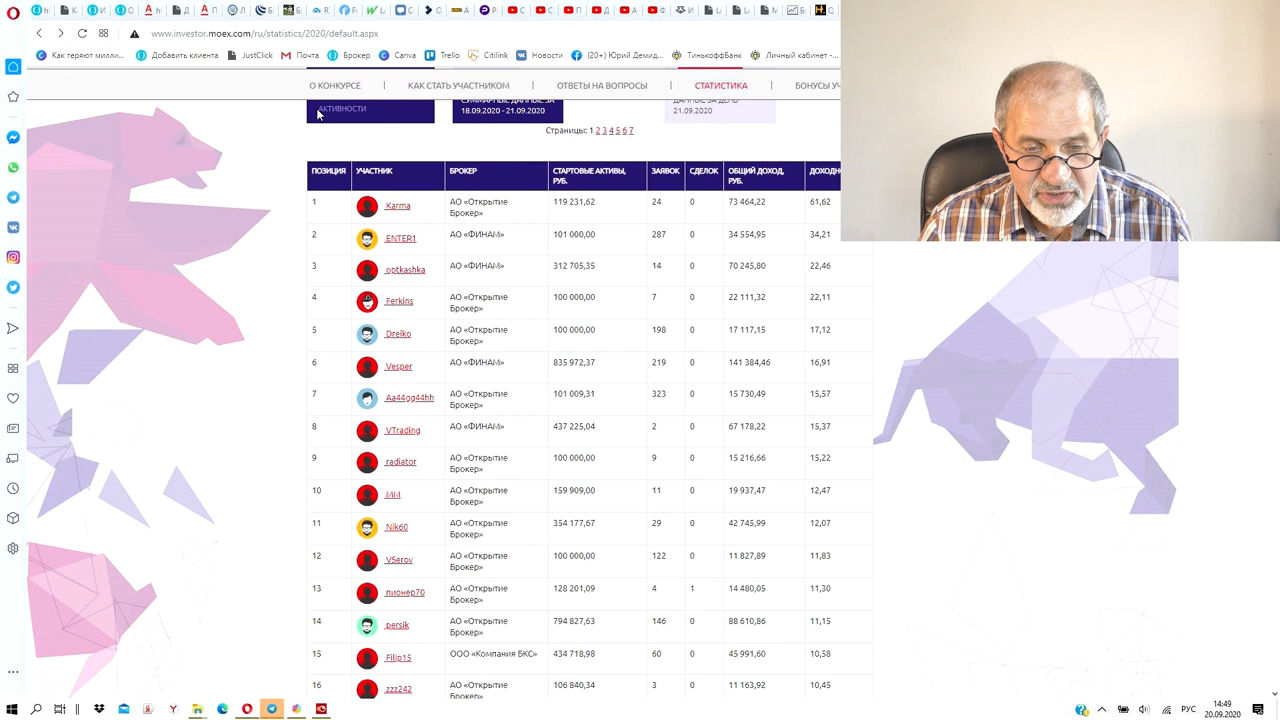 www.investor.moex.com/ru/statistics/2020/default.aspx
Как теряют милли...
Добавить клиента
JustClick
Почта
Брокер
Canva
Trello
Citilink
Новости
(20+) Юрий Демид...
ТинькоффБанк
Личный кабинет -...
О КОНКУРСЕ | КАК СТАТЬ УЧАСТНИКОМ | ОТВЕТЫ НА ВОПРОСЫ | СТАТИСТИКА | БОНУСЫ УЧ
АКТИВНОСТИ
СУММАРНЫЕ ДАННЫЕ ЗА
18.09.2020 - 21.09.2020
ДАННЫЕ ЗА ДЕНЬ
21.09.2020
Страницы: 1 2 3 4 5 6 7
ПОЗИЦИЯ УЧАСТНИК БРОКЕР СТАРТОВЫЕ АКТИВЫ, РУБ. ЗАЯВОК СДЕЛОК ОБЩИЙ ДОХОД, РУБ. ДОХОДН
1 Karma АО «Открытие Брокер» 119 231,62 24 0 73 464,22 61,62
2 ENTER1 АО «ФИНАМ» 101 000,00 287 0 34 554,95 34,21
3 optkashka АО «ФИНАМ» 312 705,35 14 0 70 245,80 22,46
4 Ferkins АО «Открытие Брокер» 100 000,00 7 0 22 111,32 22,11
5 Dreiko АО «Открытие Брокер» 100 000,00 198 0 17 117,15 17,12
6 Vesper АО «ФИНАМ» 835 972,37 219 0 141 384,46 16,91
7 Aa44gg44hh АО «Открытие Брокер» 101 009,31 323 0 15 730,49 15,57
8 VTrading АО «ФИНАМ» 437 225,04 2 0 67 178,22 15,37
9 radiator АО «Открытие Брокер» 100 000,00 9 0 15 216,66 15,22
10 MM АО «Открытие Брокер» 159 909,00 11 0 19 937,47 12,47
11 Nik60 АО «Открытие Брокер» 354 177,67 29 0 42 745,99 12,07
12 VSerov АО «Открытие Брокер» 100 000,00 122 0 11 827,89 11,83
13 пионер70 АО «Открытие Брокер» 128 201,09 4 1 14 480,05 11,30
14 persik АО «Открытие Брокер» 794 827,63 146 0 88 610,86 11,15
15 Filip15 ООО «Компания БКС» 434 718,98 60 0 45 991,60 10,58
16 zzz242 АО «Открытие Брокер» 106 840,34 3 0 11 163,92 10,45
РУС
14:49
20.09.2020